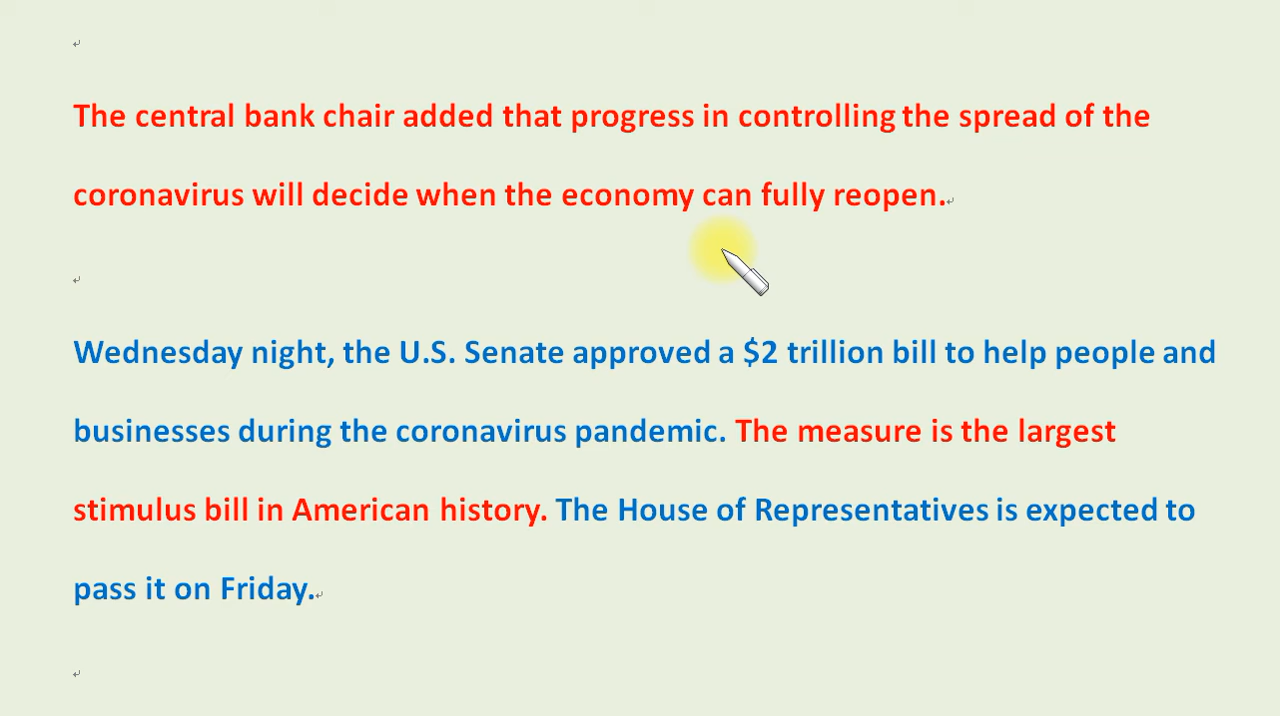 The central bank chair added that progress in controlling the spread of the
coronavirus will decide when the economy can fully reopen.
Wednesday night, the U.S. Senate approved a $2 trillion bill to help people and
businesses during the coronavirus pandemic. The measure is the largest
stimulus bill in American history. The House of Representatives is expected to
pass it on Friday.